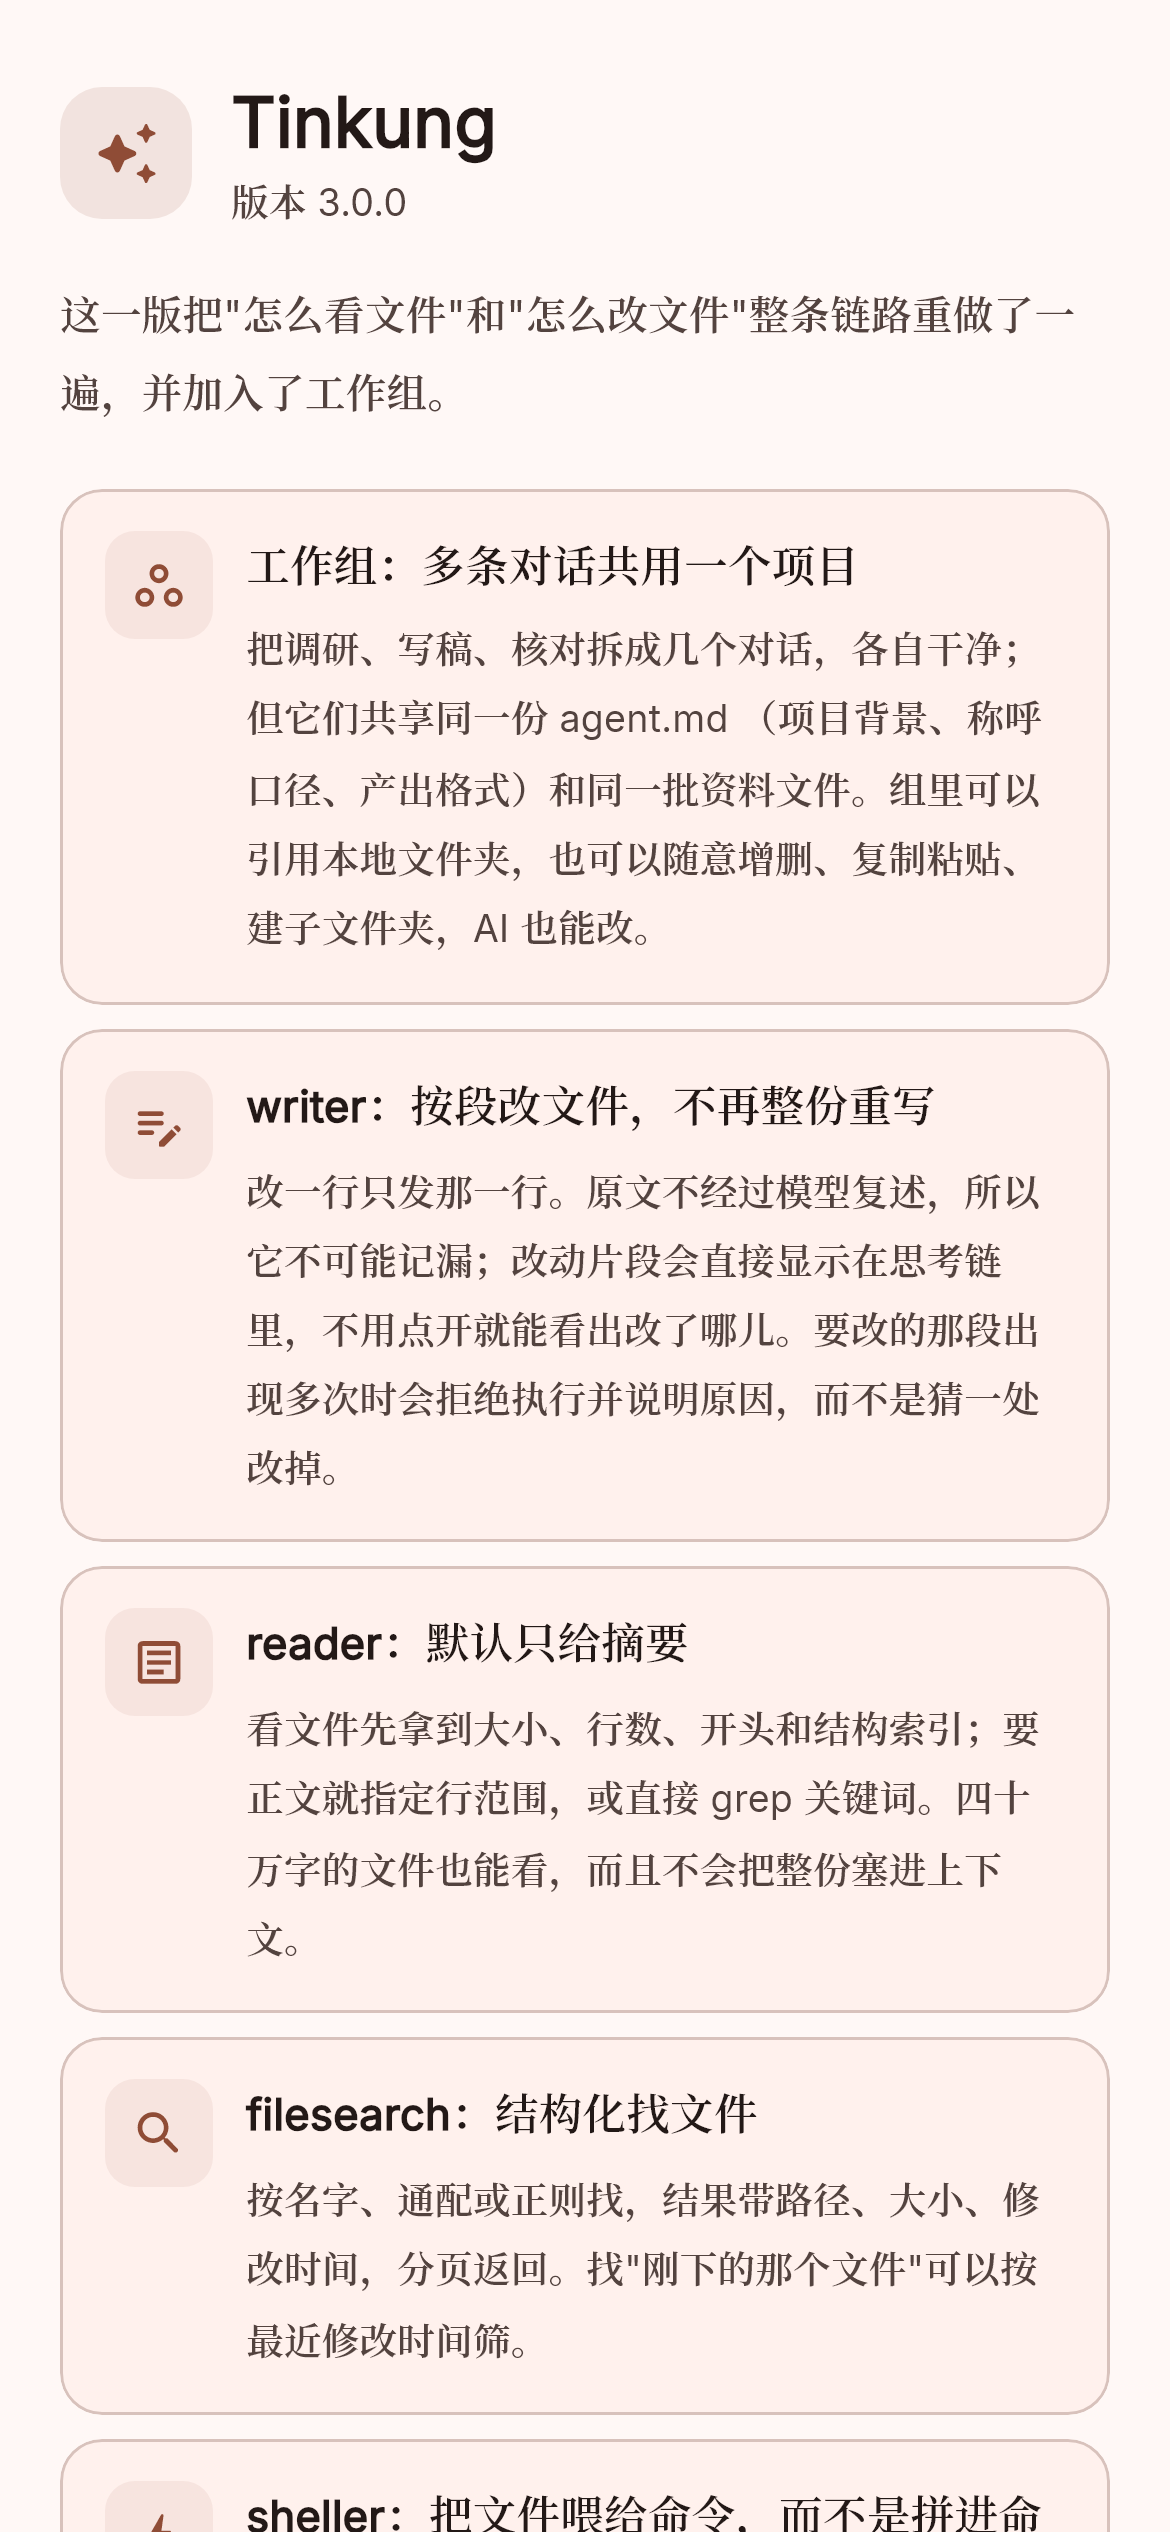 Tinkung
版本 3.0.0
这一版把"怎么看文件"和"怎么改文件"整条链路重做了一
遍，并加入了工作组。
工作组：多条对话共用一个项目
把调研、写稿、核对拆成几个对话，各自干净；
但它们共享同一份 agent.md （项目背景、称呼
口径、产出格式）和同一批资料文件。组里可以
引用本地文件夹，也可以随意增删、复制粘贴、
建子文件夹，AI 也能改。
writer：按段改文件，不再整份重写
改一行只发那一行。原文不经过模型复述，所以
它不可能记漏；改动片段会直接显示在思考链
里，不用点开就能看出改了哪儿。要改的那段出
现多次时会拒绝执行并说明原因，而不是猜一处
改掉。
reader：默认只给摘要
看文件先拿到大小、行数、开头和结构索引；要
正文就指定行范围，或直接 grep 关键词。四十
万字的文件也能看，而且不会把整份塞进上下
文。
filesearch：结构化找文件
按名字、通配或正则找，结果带路径、大小、修
改时间，分页返回。找"刚下的那个文件"可以按
最近修改时间筛。
sheller：把文件喂给命令，而不是拼进命